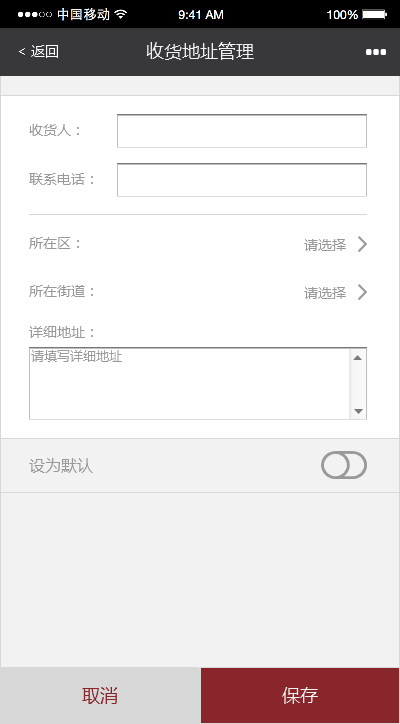 中国移动 9:41 AM 100%
< 返回 收货地址管理
收货人：
联系电话：
所在区： 请选择
所在街道： 请选择
详细地址：
请填写详细地址
设为默认
取消 保存